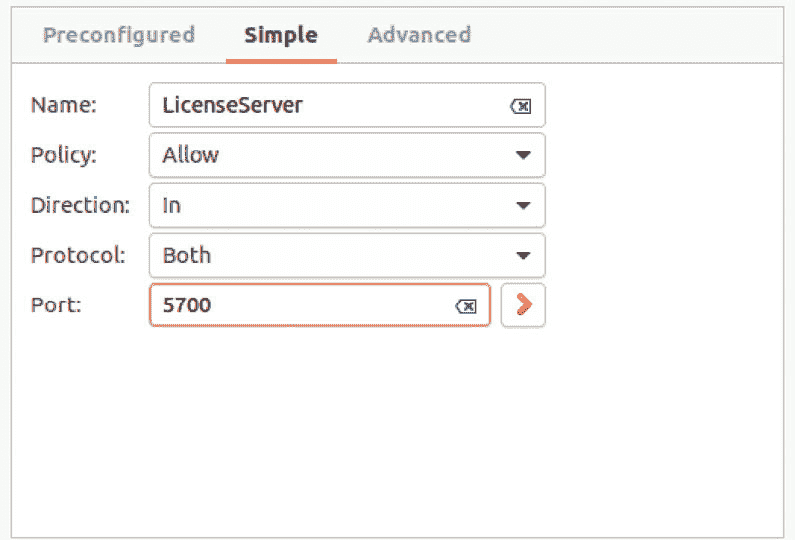 Preconfigured Simple Advanced
Name: LicenseServer
Policy: Allow
Direction: In
Protocol: Both
Port: 5700